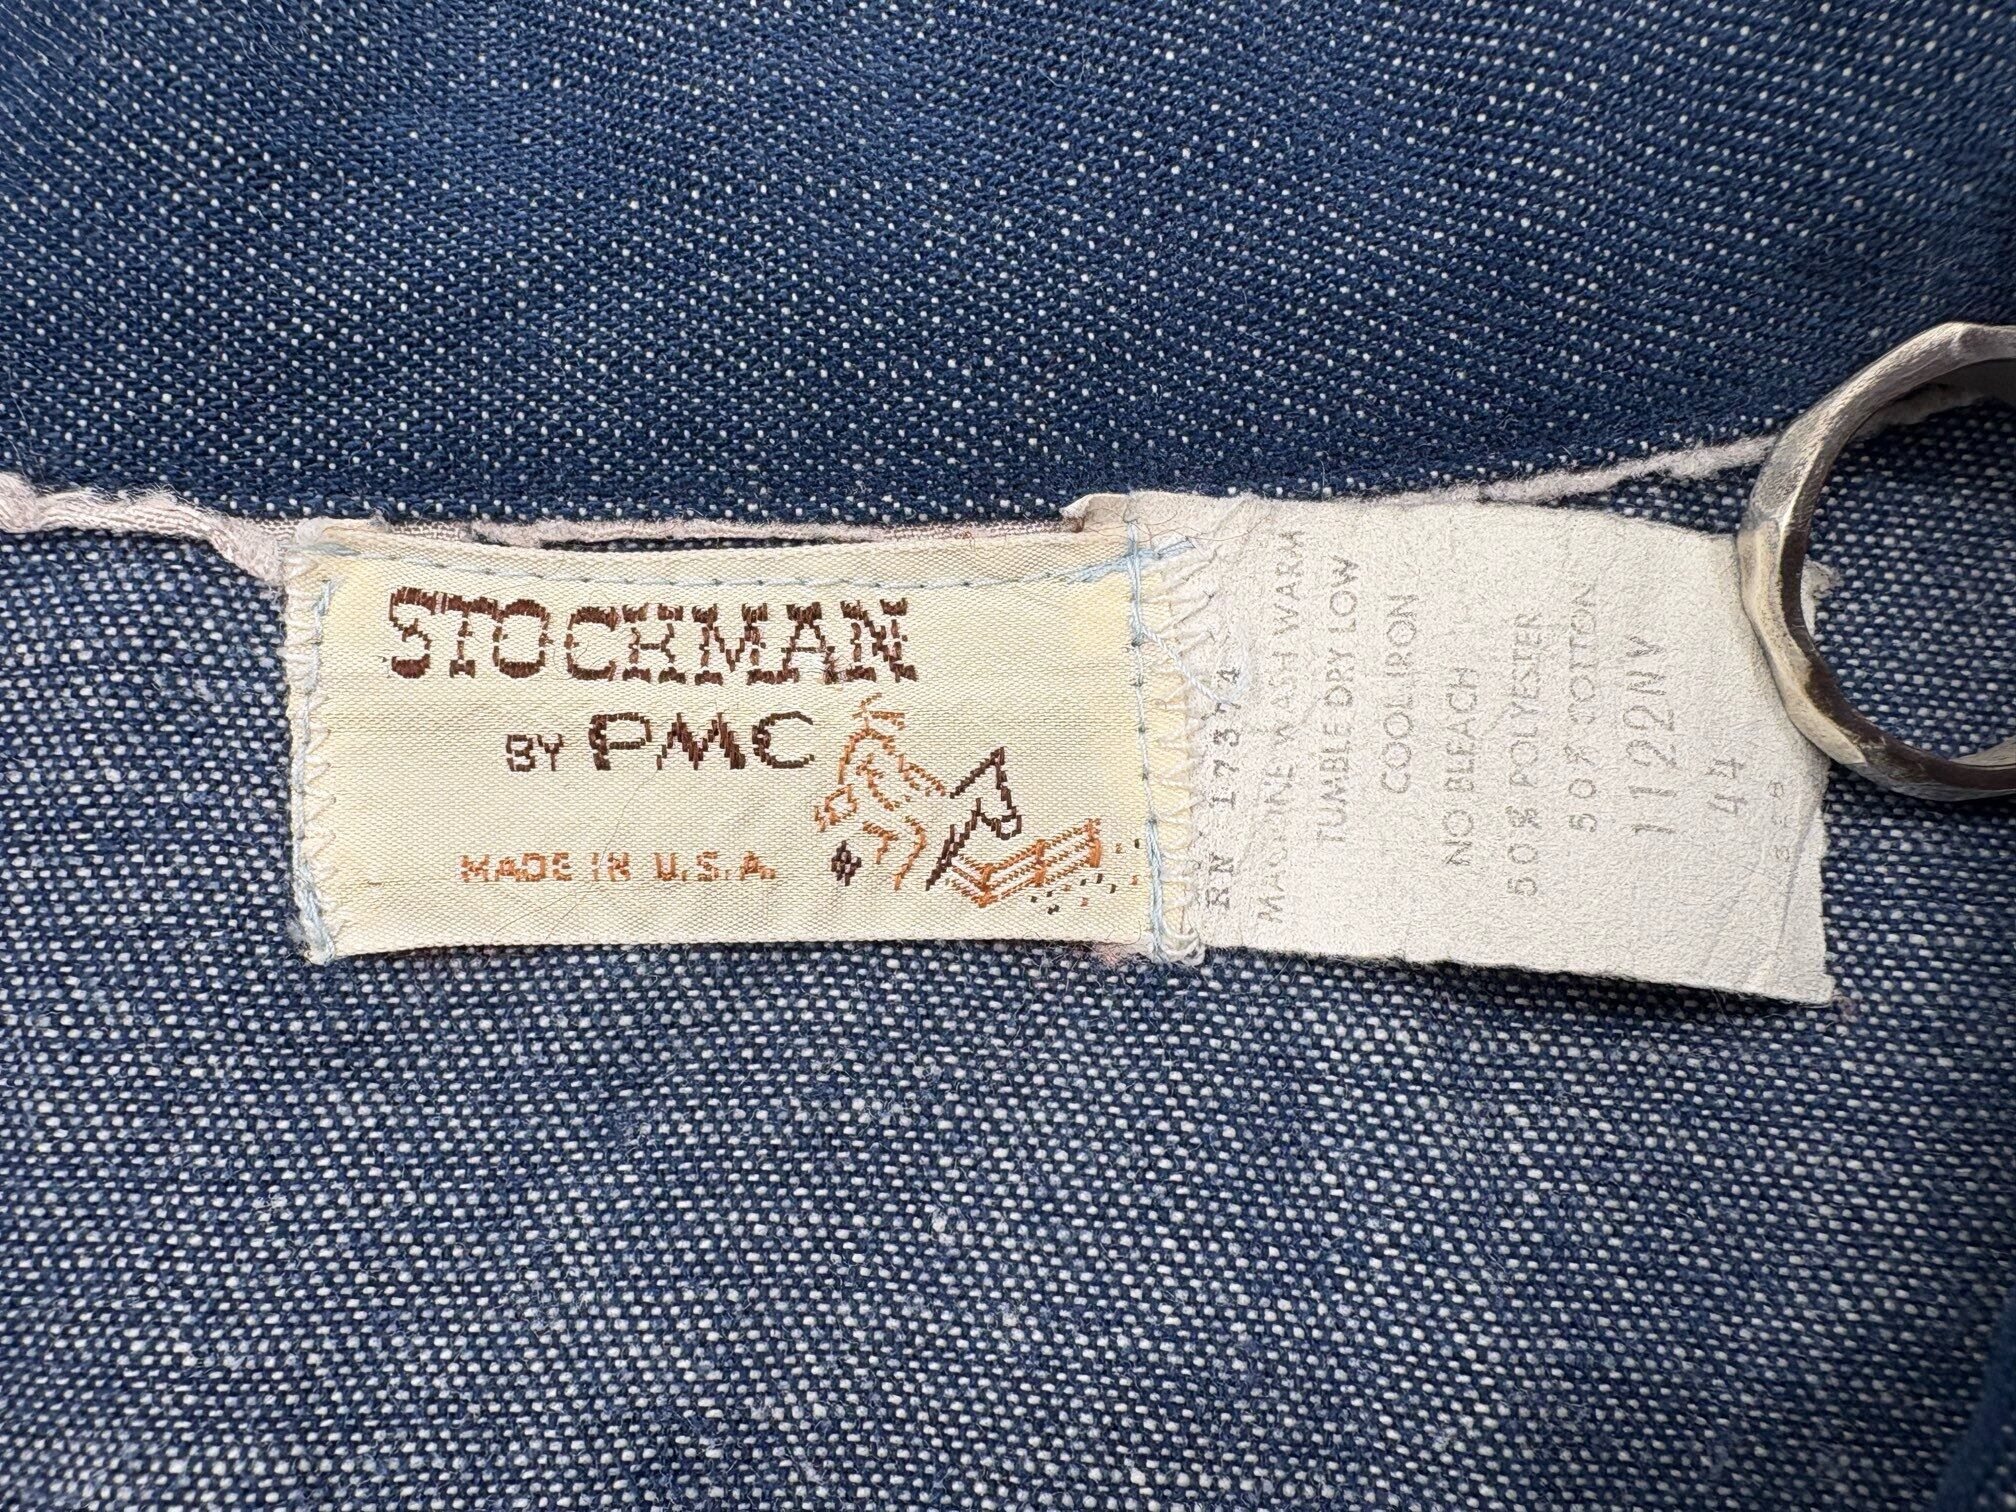 STOCKMAN
BY PMC
MADE IN U.S.A.
RN 17374
MACHINE WASH WARM
TUMBLE DRY LOW
COOL IRON
NO BLEACH
50% POLYESTER
50% COTTON
1122NV
44